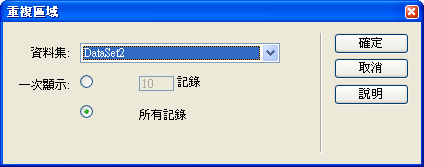 重複區域
資料集: DataSet2
確定
取消
一次顯示: 10 記錄
說明
所有記錄